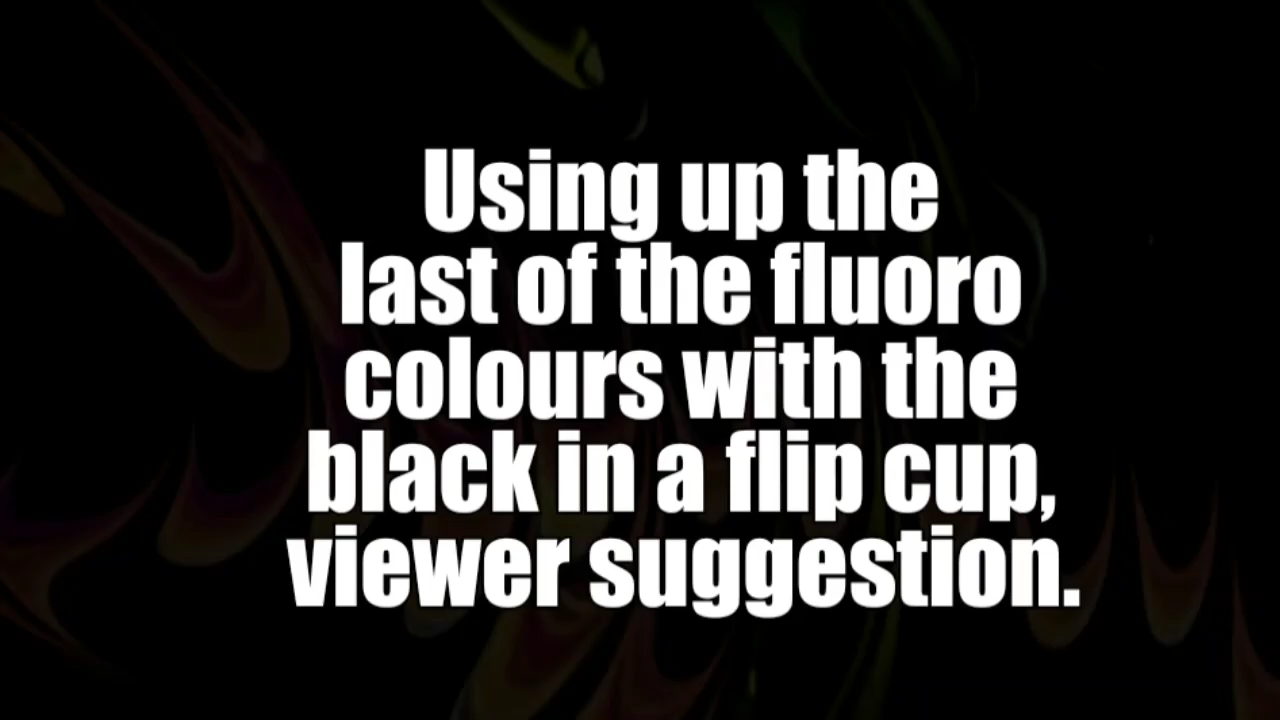 Using up the
last of the fluoro
colours with the
black in a flip cup,
viewer suggestion.